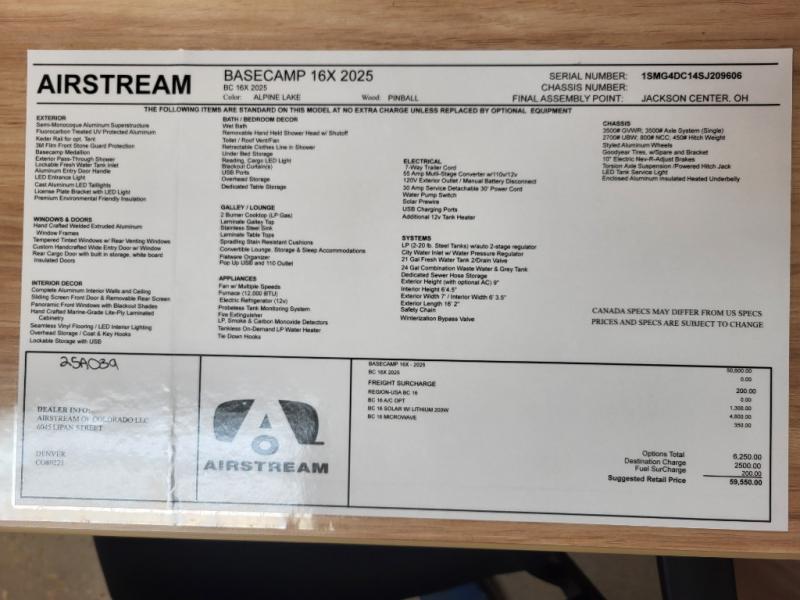 AIRSTREAM
BASECAMP 16X 2025
BC 16X 2025
Color: ALPINE LAKE Wood: PINBALL
SERIAL NUMBER: 1SMG4DC14SJ209606
CHASSIS NUMBER:
FINAL ASSEMBLY POINT: JACKSON CENTER, OH
THE FOLLOWING ITEMS ARE STANDARD ON THIS MODEL AT NO EXTRA CHARGE UNLESS REPLACED BY OPTIONAL EQUIPMENT
EXTERIOR
Semi-Monocoque Aluminum Superstructure
Fluorocarbon Treated UV Protected Aluminum
Keder Rail for opt. Tent
3M Film Front Stone Guard Protection
Basecamp Medallion
Exterior Pass-Through Shower
Lockable Fresh Water Tank Inlet
Aluminum Entry Door Handle
LED Entrance Light
Cast Aluminum LED Taillights
License Plate Bracket with LED Light
Premium Environmental Friendly Insulation
WINDOWS & DOORS
Hand Crafted Welded Extruded Aluminum
Window Frames
Tempered Tinted Windows w/ Rear Venting Windows
Custom Handcrafted Wide Entry Door w/ Window
Rear Cargo Door with built in storage, white board
Insulated Doors
INTERIOR DECOR
Complete Aluminum Interior Walls and Ceiling
Sliding Screen Front Door & Removable Rear Screen
Panoramic Front Windows with Blackout Shades
Hand Crafted Marine-Grade Lite-Ply Laminated
Cabinetry
Seamless Vinyl Flooring / LED Interior Lighting
Overhead Storage / Coat & Key Hooks
Lockable Storage with USB
BATH / BEDROOM DECOR
Wet Bath
Removable Hand Held Shower Head w/ Shutoff
Toilet / Roof Vent/Fan
Retractable Clothes Line in Shower
Under Bed Storage
Reading, Cargo LED Light
Blackout Curtain(s)
USB Ports
Overhead Storage
Dedicated Table Storage
GALLEY / LOUNGE
2 Burner Cooktop (LP Gas)
Laminate Galley Top
Stainless Steel Sink
Laminate Table Tops
Spradling Stain Resistant Cushions
Convertible Lounge, Storage & Sleep Accommodations
Flatware Organizer
Pop Up USB and 110 Outlet
APPLIANCES
Fan w/ Multiple Speeds
Furnace (12,000 BTU)
Electric Refrigerator (12v)
Probeless Tank Monitoring System
Fire Extinguisher
LP, Smoke & Carbon Monoxide Detectors
Tankless On-Demand LP Water Heater
Tie Down Hooks
ELECTRICAL
7-Way Trailer Cord
55 Amp Mutli-Stage Converter w/110v/12v
120V Exterior Outlet / Manual Battery Disconnect
30 Amp Service Detachable 30' Power Cord
Water Pump Switch
Solar Prewire
USB Charging Ports
Additional 12v Tank Heater
SYSTEMS
LP (2-20 lb. Steel Tanks) w/auto 2-stage regulator
City Water Inlet w/ Water Pressure Regulator
21 Gal Fresh Water Tank 2/Drain Valve
24 Gal Combination Waste Water & Grey Tank
Dedicated Sewer Hose Storage
Exterior Height (with optional AC) 9"
Interior Height 6'4.5"
Exterior Width 7' / Interior Width 6' 3.5"
Exterior Length 16' 2"
Safety Chain
Winterization Bypass Valve
CHASSIS
3500# GVWR; 3500# Axle System (Single)
2700# UBW; 800# NCC, 450# Hitch Weight
Styled Aluminum Wheels
Goodyear Tires, w/Spare and Bracket
10" Electric Nev-R-Adjust Brakes
Torsion Axle Suspension /Powered Hitch Jack
LED Tank Service Light
Enclosed Aluminum Insulated Heated Underbelly
CANADA SPECS MAY DIFFER FROM US SPECS
PRICES AND SPECS ARE SUBJECT TO CHANGE
25A039
DEALER INFO:
AIRSTREAM OF COLORADO LLC
6045 LIPAN STREET
DENVER
CO80221
AIRSTREAM
BASECAMP 16X - 2025 50,600.00
BC 16X 2025 0.00
FREIGHT SURCHARGE 200.00
REGION-USA BC 16 0.00
BC 16 A/C OPT 1,300.00
BC 16 SOLAR W/ LITHIUM 200W 4,600.00
BC 16 MICROWAVE 350.00
Options Total 6,250.00
Destination Charge 2500.00
Fuel SurCharge 200.00
Suggested Retail Price 59,550.00